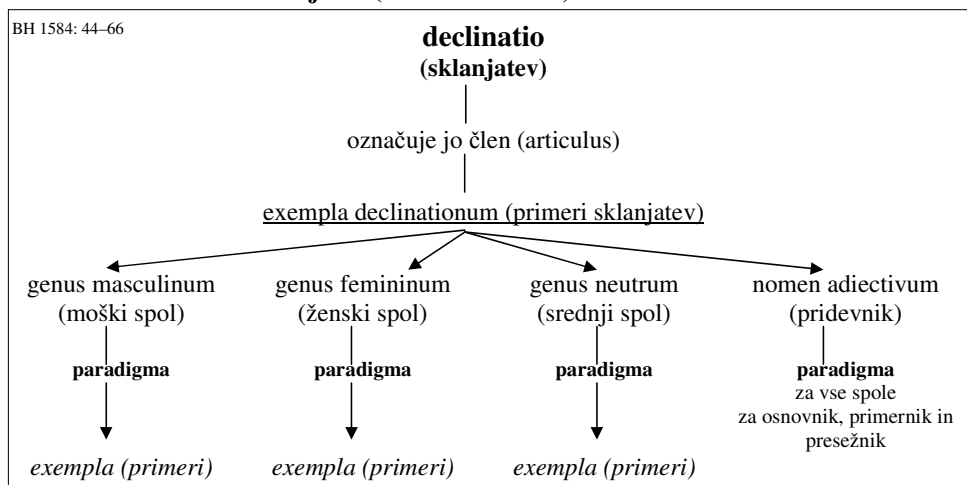 BH 1584: 44–66
declinatio
(sklanjatev)
označuje jo člen (articulus)
exempla declinationum (primeri sklanjatev)
genus masculinum
(moški spol)
paradigma
exempla (primeri)
genus femininum
(ženski spol)
paradigma
exempla (primeri)
genus neutrum
(srednji spol)
paradigma
exempla (primeri)
nomen adiectivum
(pridevnik)
paradigma
za vse spole
za osnovnik, primernik in
presežnik